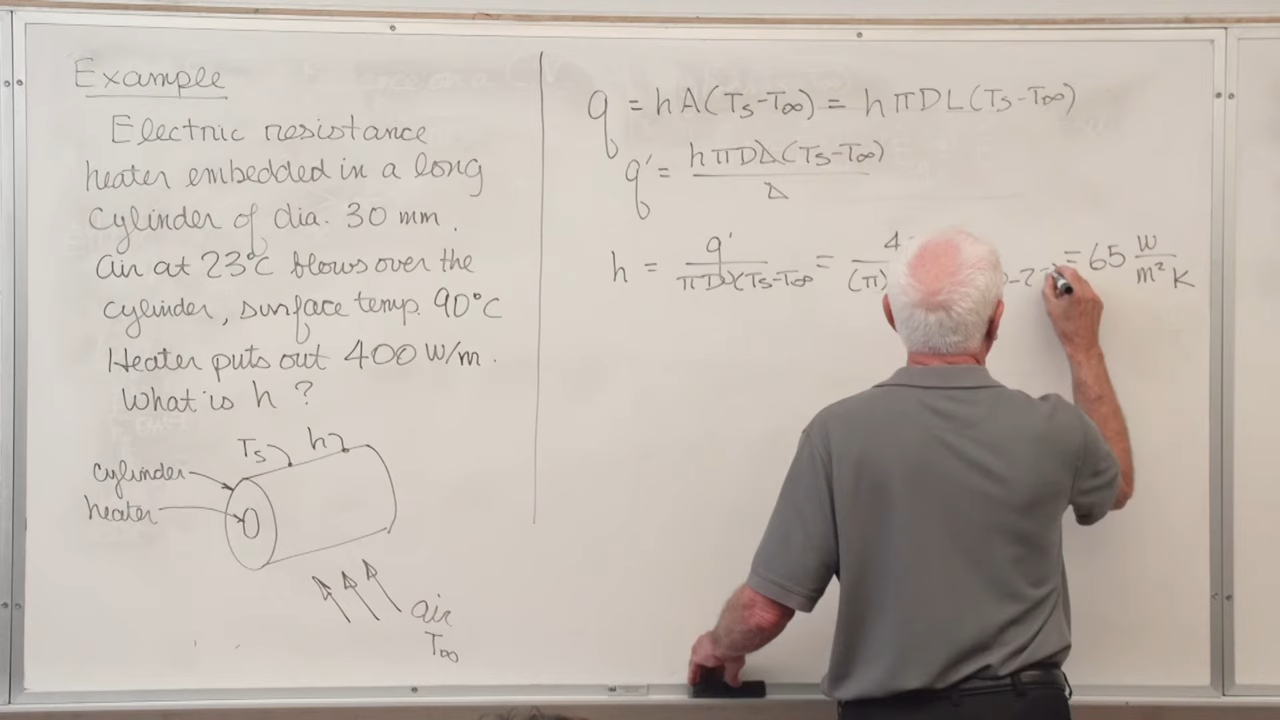 Example
Electric resistance
heater embedded in a long
cylinder of dia. 30 mm.
air at 23°C blows over the
cylinder, surface temp. 90°C
Heater puts out 400 W/m.
What is h ?
Ts h
cylinder
heater
air
T∞
q = hA(Ts-T∞) = hπDL(Ts-T∞)
q' = hπDL(Ts-T∞)
L
h = q' / πD(Ts-T∞ = 4 / (π) = 65 W/m²K